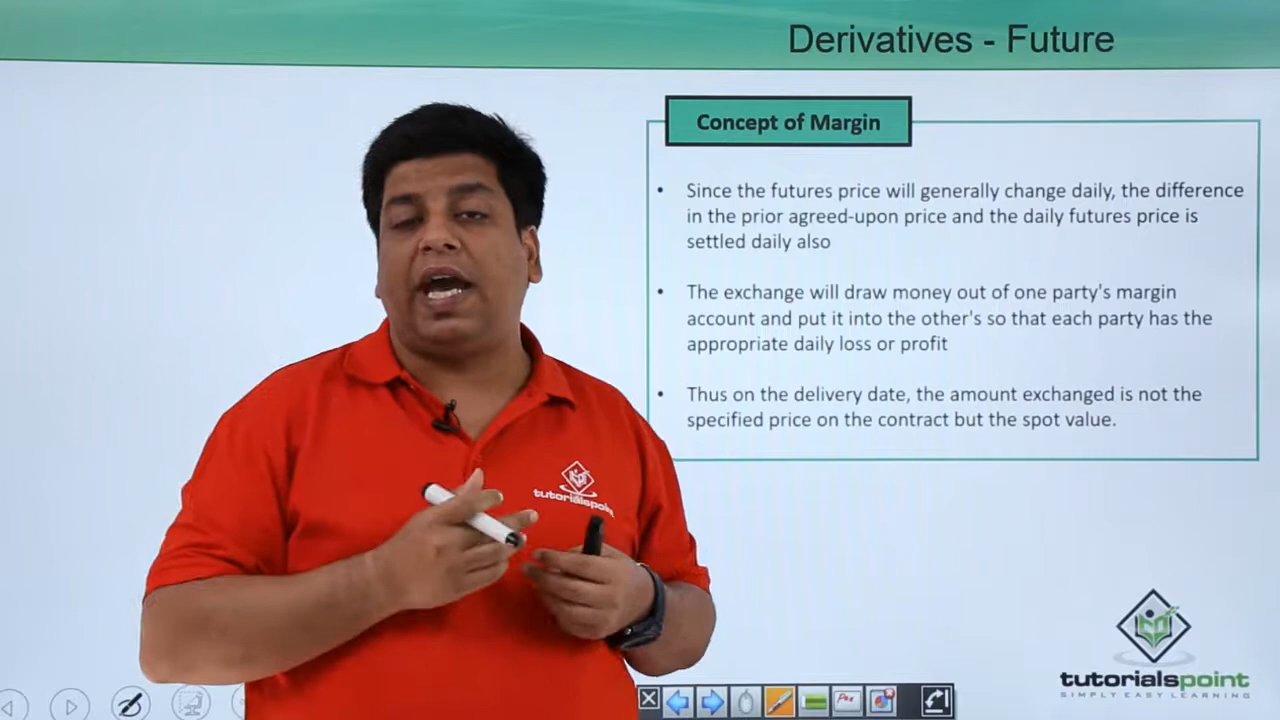 Derivatives - Future
Concept of Margin
• Since the futures price will generally change daily, the difference
in the prior agreed-upon price and the daily futures price is
settled daily also
• The exchange will draw money out of one party's margin
account and put it into the other's so that each party has the
appropriate daily loss or profit
• Thus on the delivery date, the amount exchanged is not the
specified price on the contract but the spot value.
tutorialspoint
tutorialspoint
SIMPLY EASY LEARNING